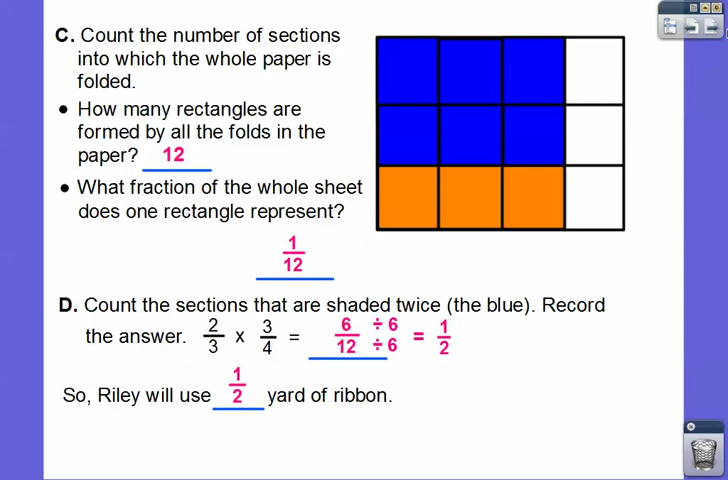 C. Count the number of sections
into which the whole paper is
folded.
● How many rectangles are
formed by all the folds in the
paper? 12
● What fraction of the whole sheet
does one rectangle represent?
1/12
D. Count the sections that are shaded twice (the blue). Record
the answer. 2/3 x 3/4 = 6/12 ÷ 6/÷ 6 = 1/2
So, Riley will use 1/2 yard of ribbon.